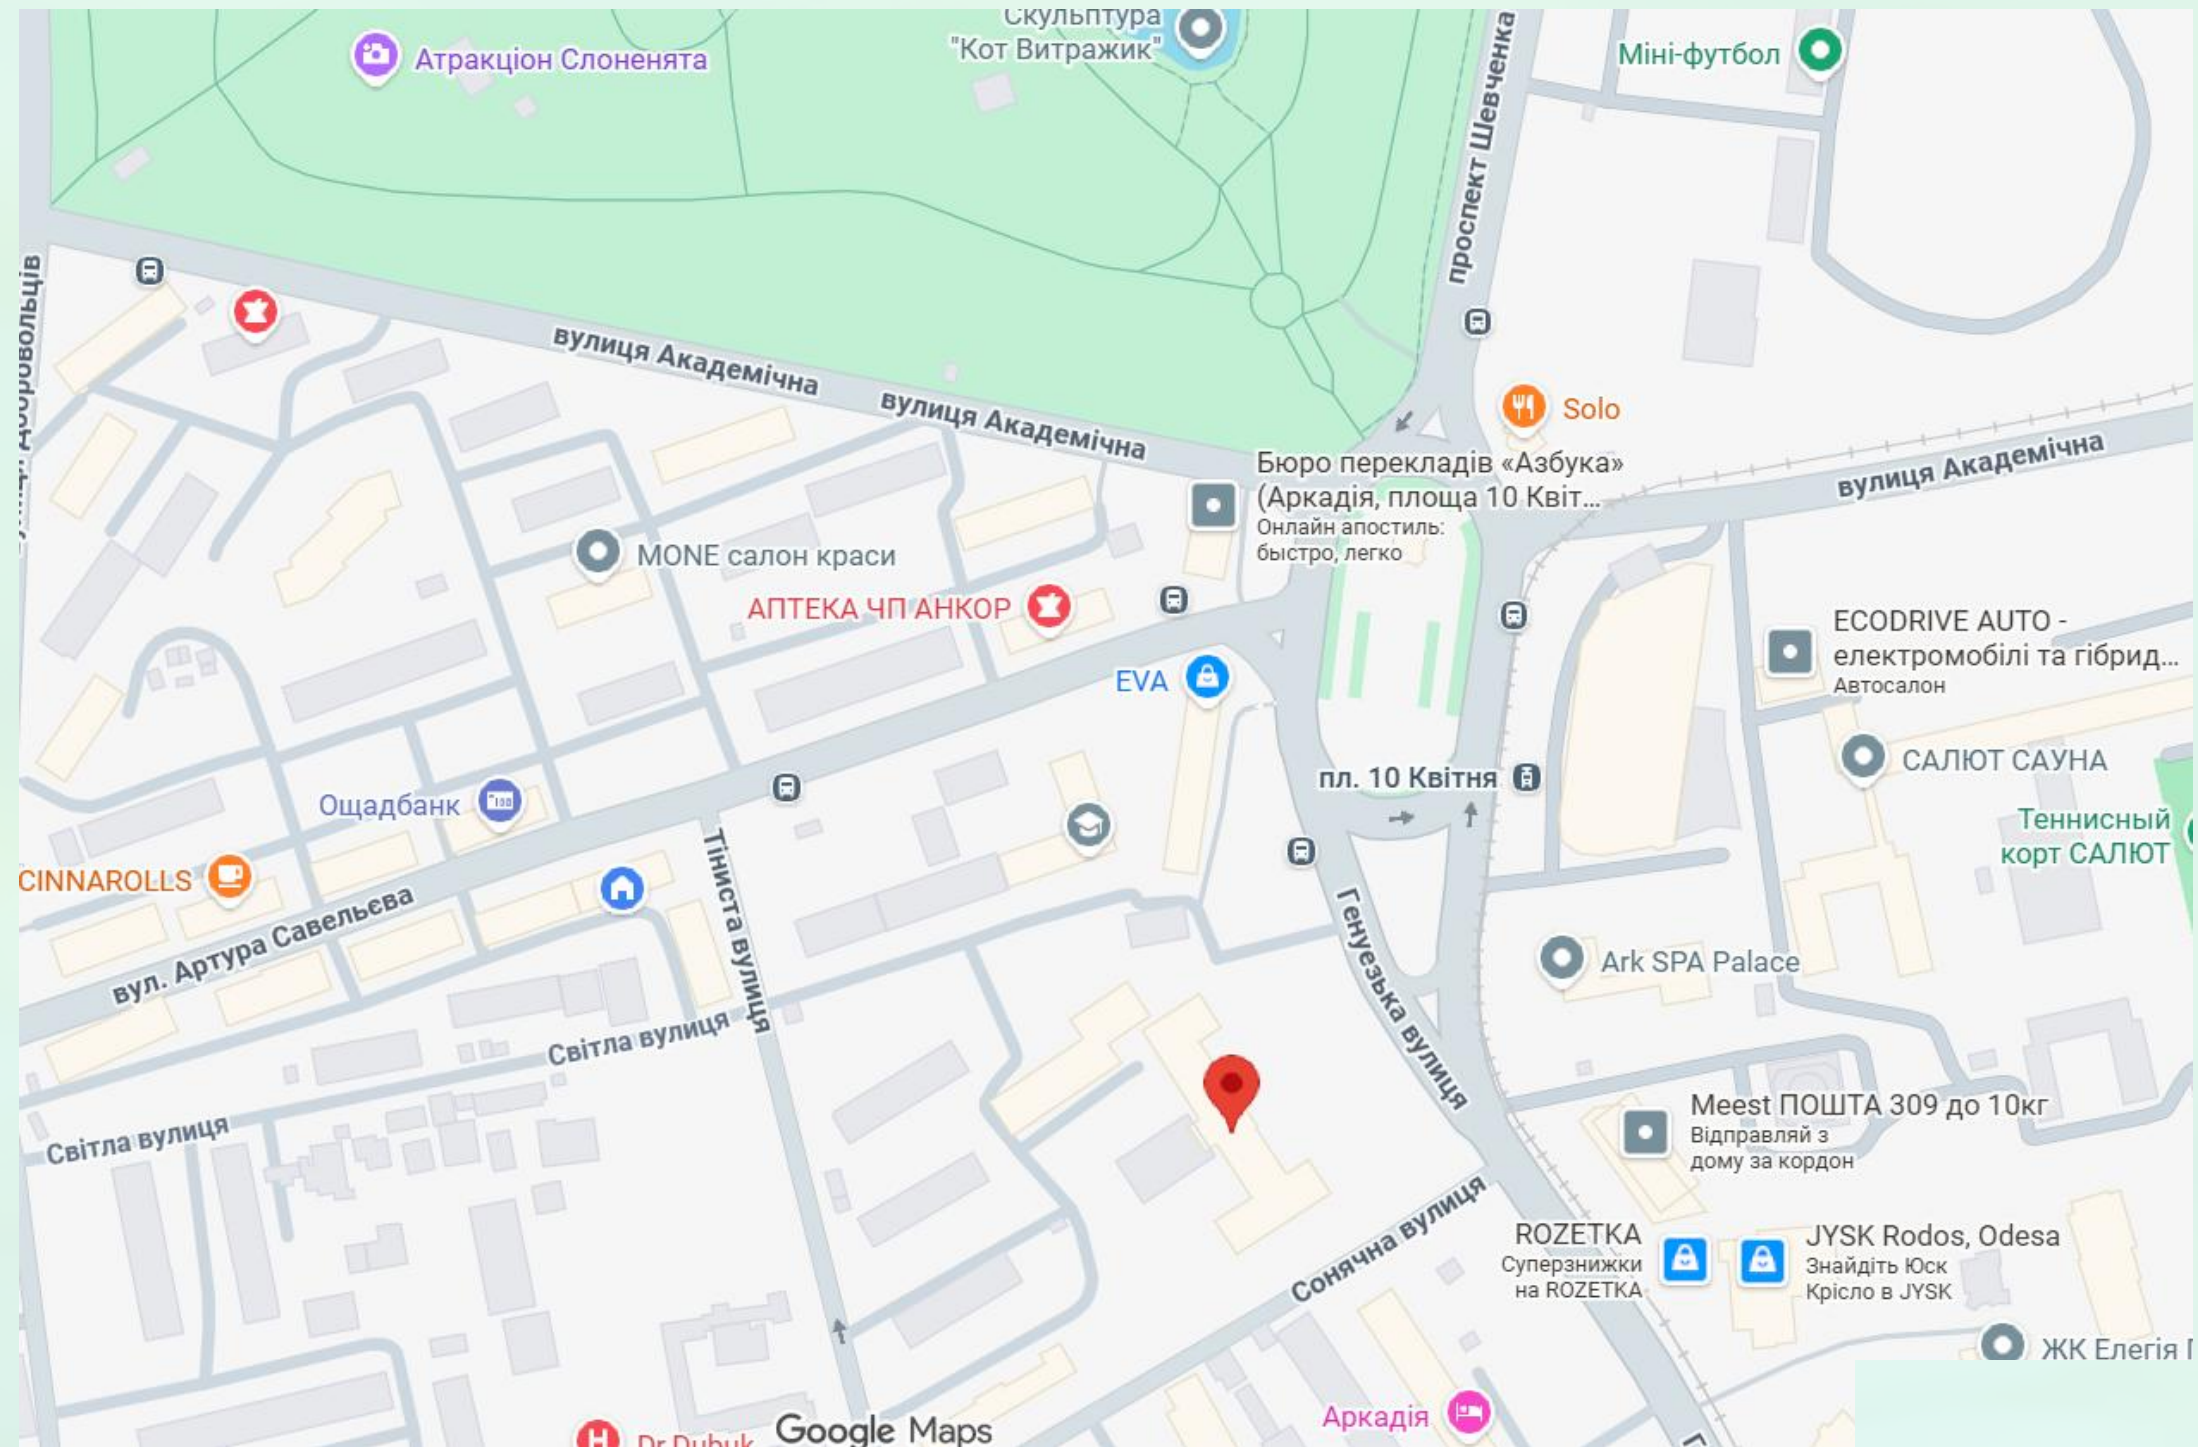 Скульптура
"Кот Витражик"
Атракціон Слоненята
Міні-футбол
проспект Шевченка
вулиця Академічна
вулиця Академічна
Solo
вулиця Академічна
Бюро перекладів «Азбука»
(Аркадія, площа 10 Квіт...
Онлайн апостиль:
быстро, легко
MONE салон краси
АПТЕКА ЧП АНКОР
EVA
ECODRIVE AUTO -
електромобілі та гібрид...
Автосалон
САЛЮТ САУНА
пл. 10 Квітня
Ощадбанк
Теннисный
корт САЛЮТ
CINNAROLLS
вул. Артура Савельєва
Тіниста вулиця
Генуезька вулиця
Ark SPA Palace
Світла вулиця
Світла вулиця
Meest ПОШТА 309 до 10кг
Відправляй з
дому за кордон
Сонячна вулиця
ROZETKA
Суперзнижки
на ROZETKA
JYSK Rodos, Odesa
Знайдіть Юск
Крісло в JYSK
ЖК Елегія
Аркадія
Dr.Dubuk
Google Maps